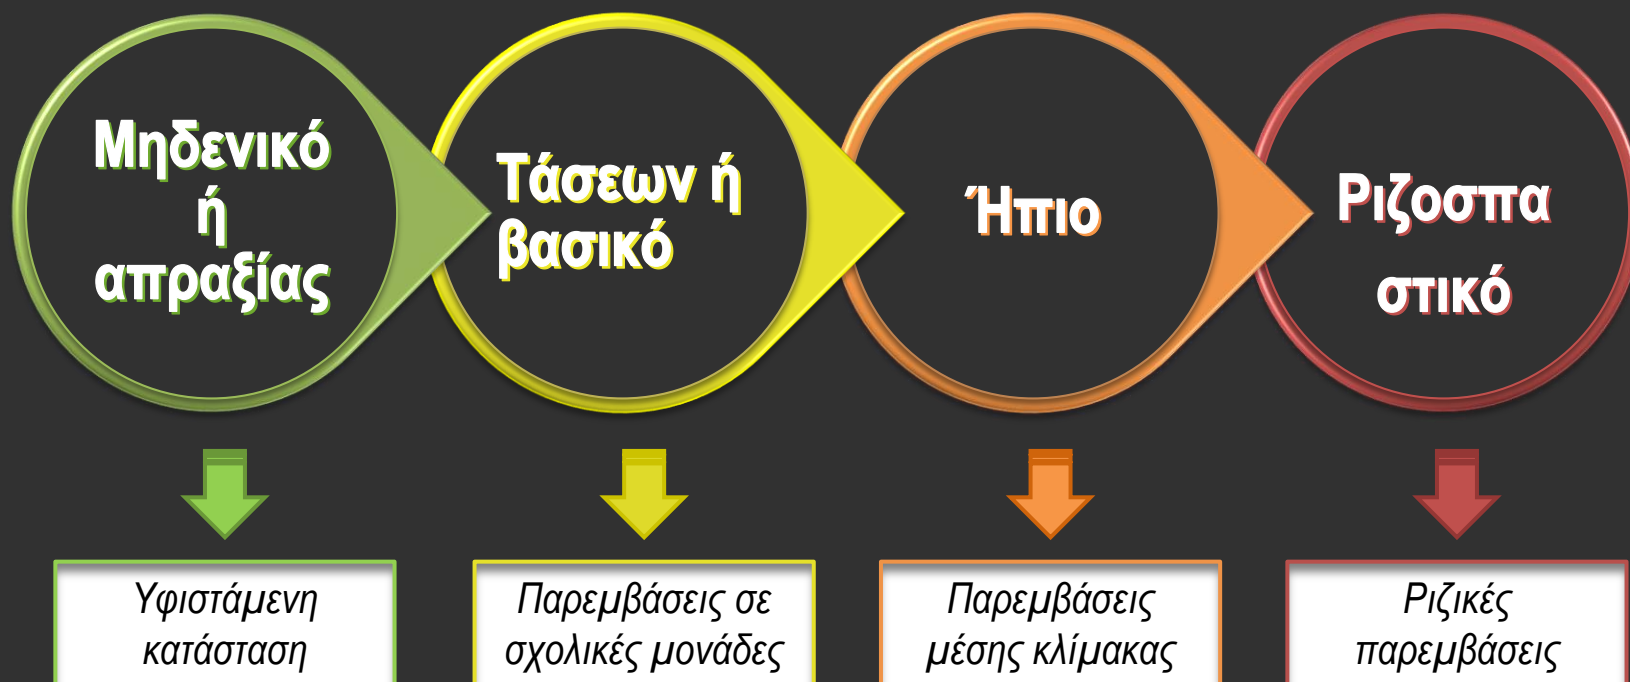 Μηδενικό
ή
απραξίας
Τάσεων ή
βασικό
Ήπιο
Ριζοσπα
στικό
Υφιστάμενη
κατάσταση
Παρεμβάσεις σε
σχολικές μονάδες
Παρεμβάσεις
μέσης κλίμακας
Ριζικές
παρεμβάσεις